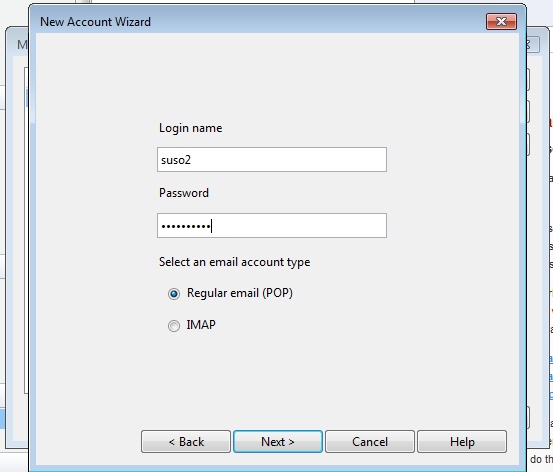 New Account Wizard
Login name
suso2
Password
••••••••••
Select an email account type
Regular email (POP)
IMAP
< Back
Next >
Cancel
Help
do th